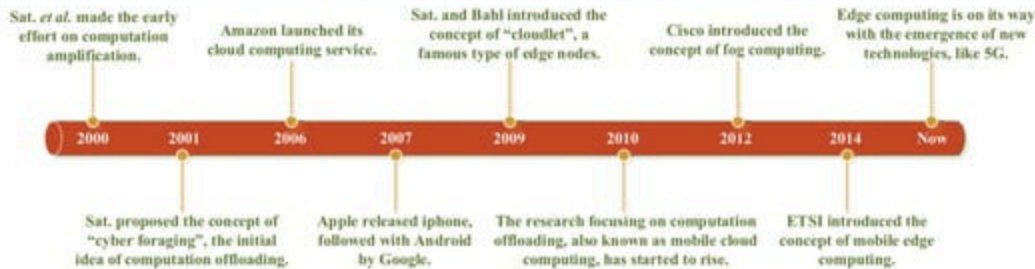 Sat. et al. made the early
effort on computation
amplification.
Amazon launched its
cloud computing service.
Sat. and Bahl introduced the
concept of “cloudlet”, a
famous type of edge nodes.
Cisco introduced the
concept of fog computing.
Edge computing is on its way
with the emergence of new
technologies, like 5G.
2000 2001 2006 2007 2009 2010 2012 2014 Now
Sat. proposed the concept of
“cyber foraging”, the initial
idea of computation offloading.
Apple released iphone,
followed with Android
by Google.
The research focusing on computation
offloading, also known as mobile cloud
computing, has started to rise.
ETSI introduced the
concept of mobile edge
computing.